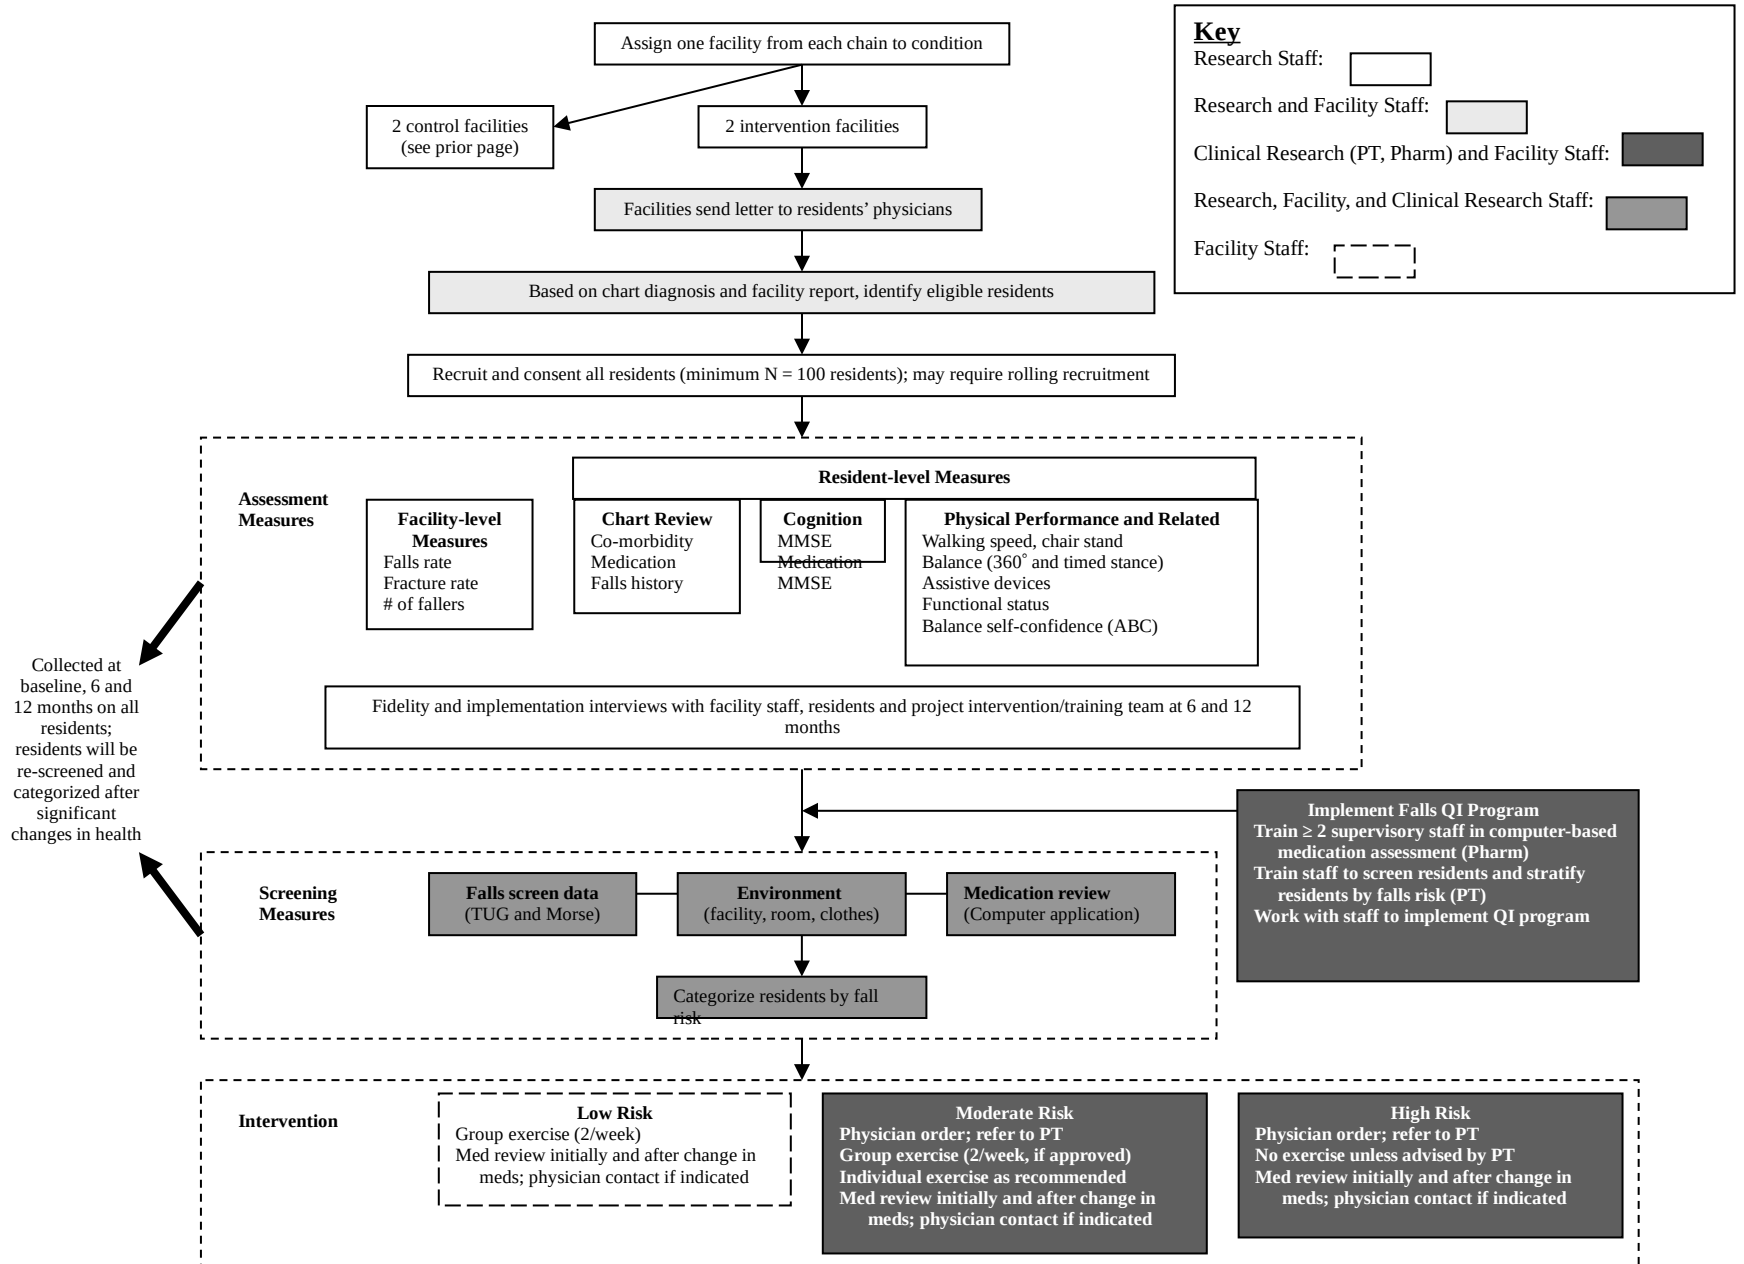 Assign one facility from each chain to condition
2 control facilities
(see prior page)
2 intervention facilities
Facilities send letter to residents’ physicians
Based on chart diagnosis and facility report, identify eligible residents
Recruit and consent all residents (minimum N = 100 residents); may require rolling recruitment
Key
Research Staff:
Research and Facility Staff:
Clinical Research (PT, Pharm) and Facility Staff:
Research, Facility, and Clinical Research Staff:
Facility Staff:
Assessment
Measures
Resident-level Measures
Facility-level
Measures
Falls rate
Fracture rate
# of fallers
Chart Review
Co-morbidity
Medication
Falls history
Cognition
MMSE
Medication
MMSE
Physical Performance and Related
Walking speed, chair stand
Balance (360° and timed stance)
Assistive devices
Functional status
Balance self-confidence (ABC)
Fidelity and implementation interviews with facility staff, residents and project intervention/training team at 6 and 12
months
Collected at
baseline, 6 and
12 months on all
residents;
residents will be
re-screened and
categorized after
significant
changes in health
Implement Falls QI Program
Train ≥ 2 supervisory staff in computer-based
medication assessment (Pharm)
Train staff to screen residents and stratify
residents by falls risk (PT)
Work with staff to implement QI program
Screening
Measures
Falls screen data
(TUG and Morse)
Environment
(facility, room, clothes)
Medication review
(Computer application)
Categorize residents by fall
risk
Intervention
Low Risk
Group exercise (2/week)
Med review initially and after change in
meds; physician contact if indicated
Moderate Risk
Physician order; refer to PT
Group exercise (2/week, if approved)
Individual exercise as recommended
Med review initially and after change in
meds; physician contact if indicated
High Risk
Physician order; refer to PT
No exercise unless advised by PT
Med review initially and after change in
meds; physician contact if indicated